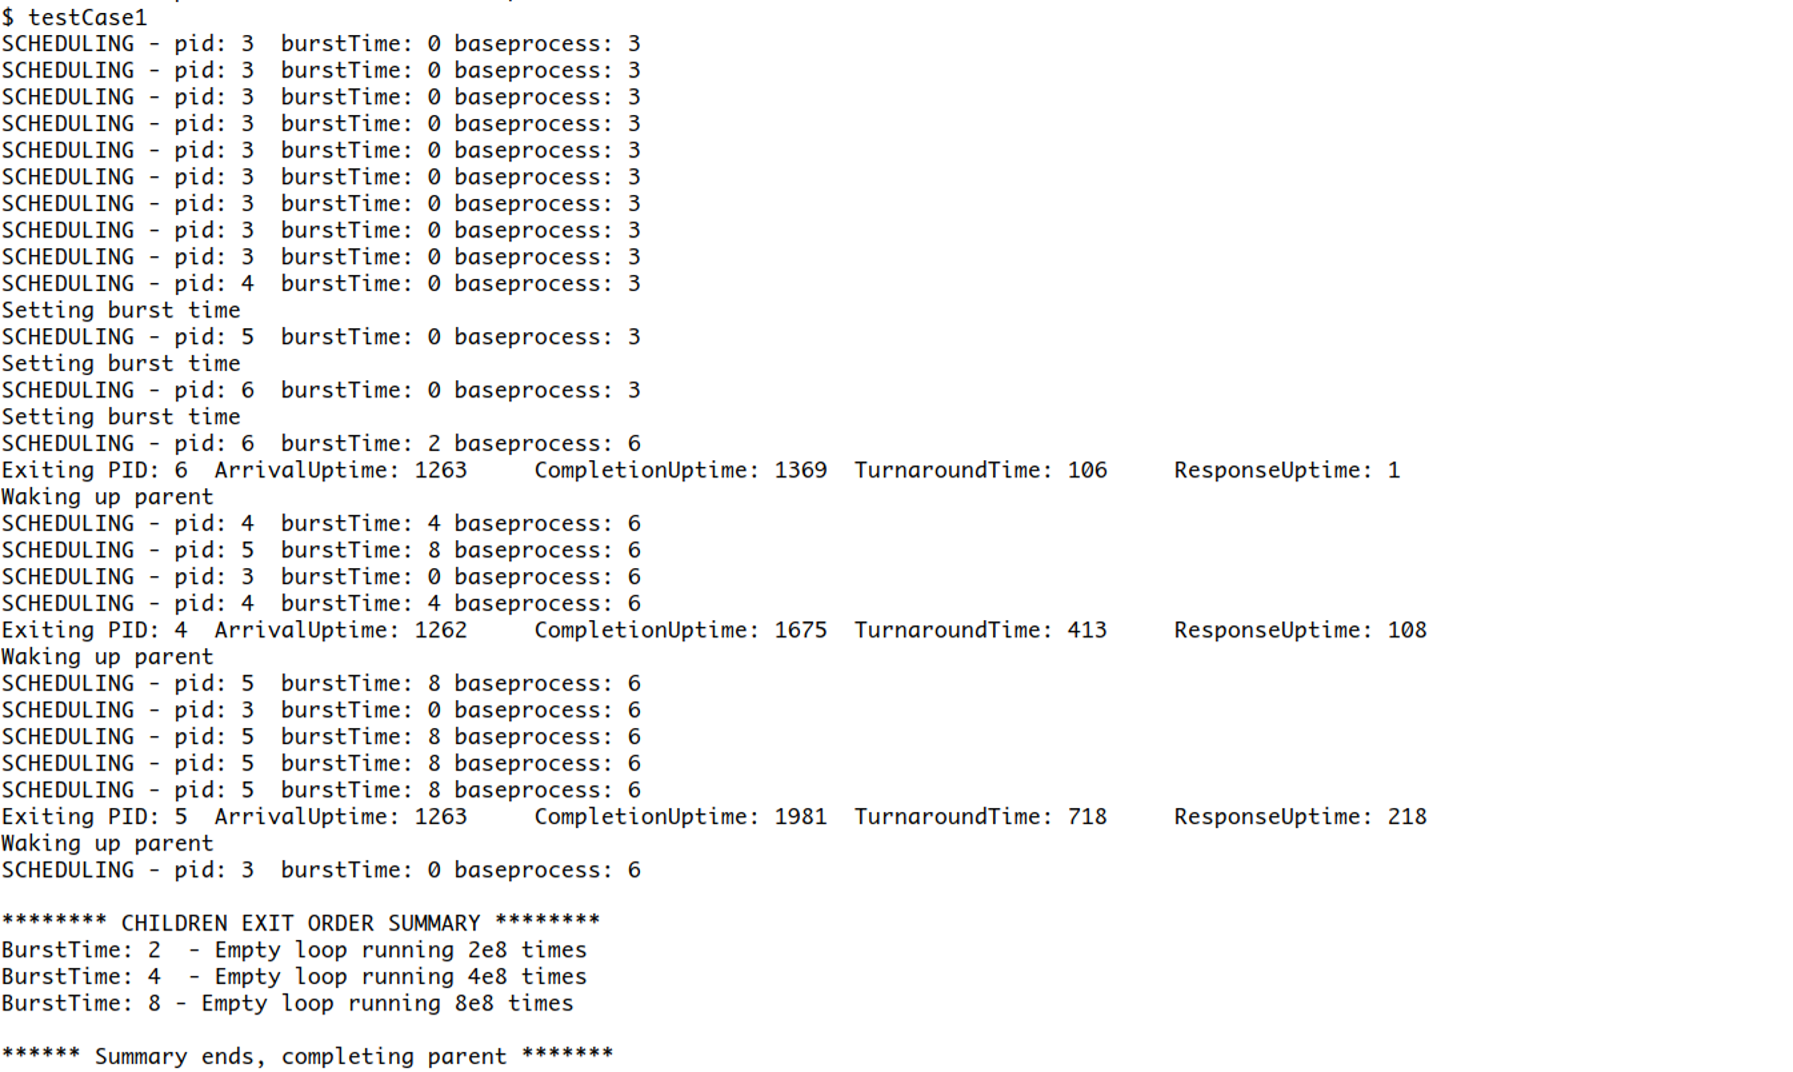 $ testCase1
SCHEDULING - pid: 3  burstTime: 0 baseprocess: 3
SCHEDULING - pid: 3  burstTime: 0 baseprocess: 3
SCHEDULING - pid: 3  burstTime: 0 baseprocess: 3
SCHEDULING - pid: 3  burstTime: 0 baseprocess: 3
SCHEDULING - pid: 3  burstTime: 0 baseprocess: 3
SCHEDULING - pid: 3  burstTime: 0 baseprocess: 3
SCHEDULING - pid: 3  burstTime: 0 baseprocess: 3
SCHEDULING - pid: 3  burstTime: 0 baseprocess: 3
SCHEDULING - pid: 3  burstTime: 0 baseprocess: 3
SCHEDULING - pid: 4  burstTime: 0 baseprocess: 3
Setting burst time
SCHEDULING - pid: 5  burstTime: 0 baseprocess: 3
Setting burst time
SCHEDULING - pid: 6  burstTime: 0 baseprocess: 3
Setting burst time
SCHEDULING - pid: 6  burstTime: 2 baseprocess: 6
Exiting PID: 6  ArrivalUptime: 1263     CompletionUptime: 1369  TurnaroundTime: 106     ResponseUptime: 1
Waking up parent
SCHEDULING - pid: 4  burstTime: 4 baseprocess: 6
SCHEDULING - pid: 5  burstTime: 8 baseprocess: 6
SCHEDULING - pid: 3  burstTime: 0 baseprocess: 6
SCHEDULING - pid: 4  burstTime: 4 baseprocess: 6
Exiting PID: 4  ArrivalUptime: 1262     CompletionUptime: 1675  TurnaroundTime: 413     ResponseUptime: 108
Waking up parent
SCHEDULING - pid: 5  burstTime: 8 baseprocess: 6
SCHEDULING - pid: 3  burstTime: 0 baseprocess: 6
SCHEDULING - pid: 5  burstTime: 8 baseprocess: 6
SCHEDULING - pid: 5  burstTime: 8 baseprocess: 6
SCHEDULING - pid: 5  burstTime: 8 baseprocess: 6
Exiting PID: 5  ArrivalUptime: 1263     CompletionUptime: 1981  TurnaroundTime: 718     ResponseUptime: 218
Waking up parent
SCHEDULING - pid: 3  burstTime: 0 baseprocess: 6
******** CHILDREN EXIT ORDER SUMMARY ********
BurstTime: 2  - Empty loop running 2e8 times
BurstTime: 4  - Empty loop running 4e8 times
BurstTime: 8 - Empty loop running 8e8 times
****** Summary ends, completing parent *******